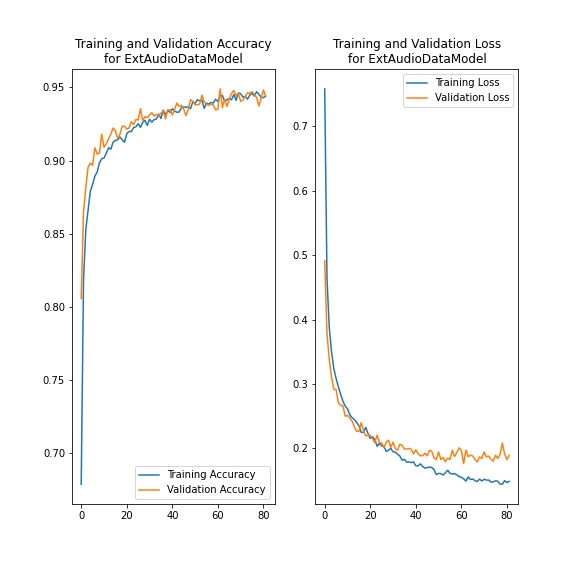 Training and Validation Accuracy
for ExtAudioDataModel
0.95
0.90
0.85
0.80
0.75
0.70
0
20
40
60
80
Training Accuracy
Validation Accuracy
Training and Validation Loss
for ExtAudioDataModel
0.7
0.6
0.5
0.4
0.3
0.2
0
20
40
60
80
Training Loss
Validation Loss